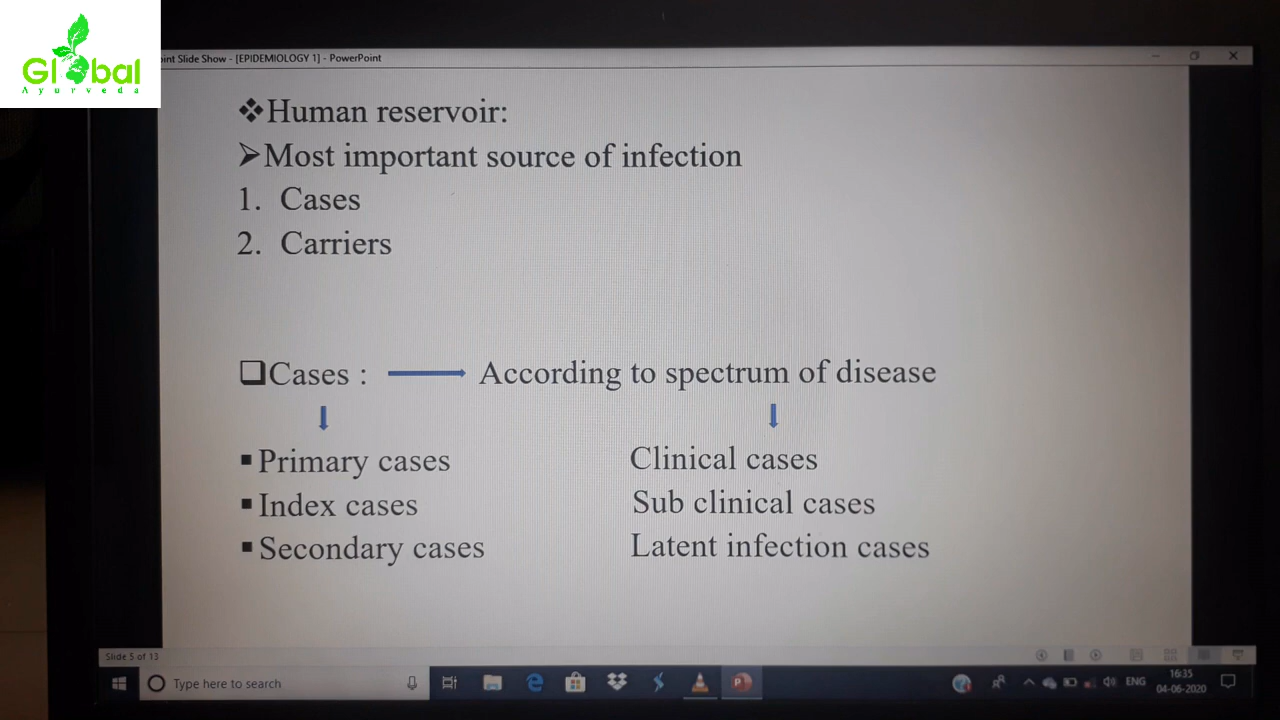 Global
Ayurveda
int Slide Show - [EPIDEMIOLOGY 1] - PowerPoint
❖Human reservoir:
➢Most important source of infection
1. Cases
2. Carriers
❑Cases :
According to spectrum of disease
▪Primary cases
▪Index cases
▪Secondary cases
Clinical cases
Sub clinical cases
Latent infection cases
Slide 5 of 13
Type here to search
ENG
16:35
04-06-2020